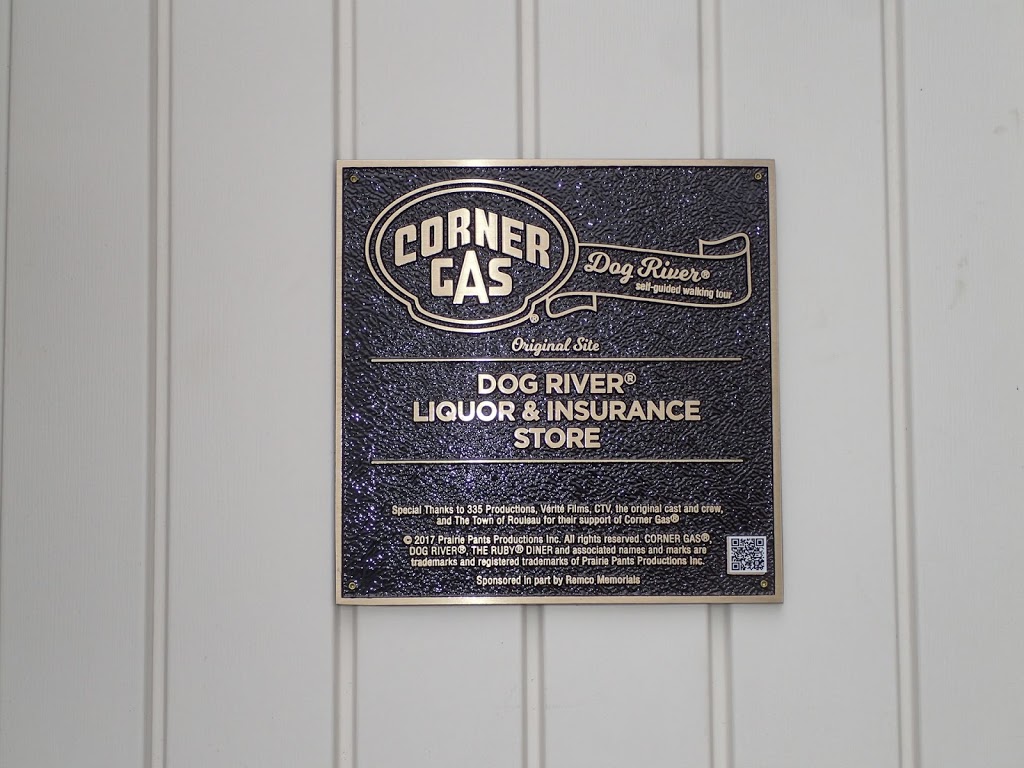 CORNER
GAS®
Dog River®
self-guided walking tour
Original Site
DOG RIVER®
LIQUOR & INSURANCE
STORE
Special Thanks to 335 Productions, Vérité Films, CTV, the original cast and crew,
and The Town of Rouleau for their support of Corner Gas®
© 2017 Prairie Pants Productions Inc. All rights reserved. CORNER GAS®,
DOG RIVER®, THE RUBY® DINER and associated names and marks are
trademarks and registered trademarks of Prairie Pants Productions Inc.
Sponsored in part by Remco Memorials